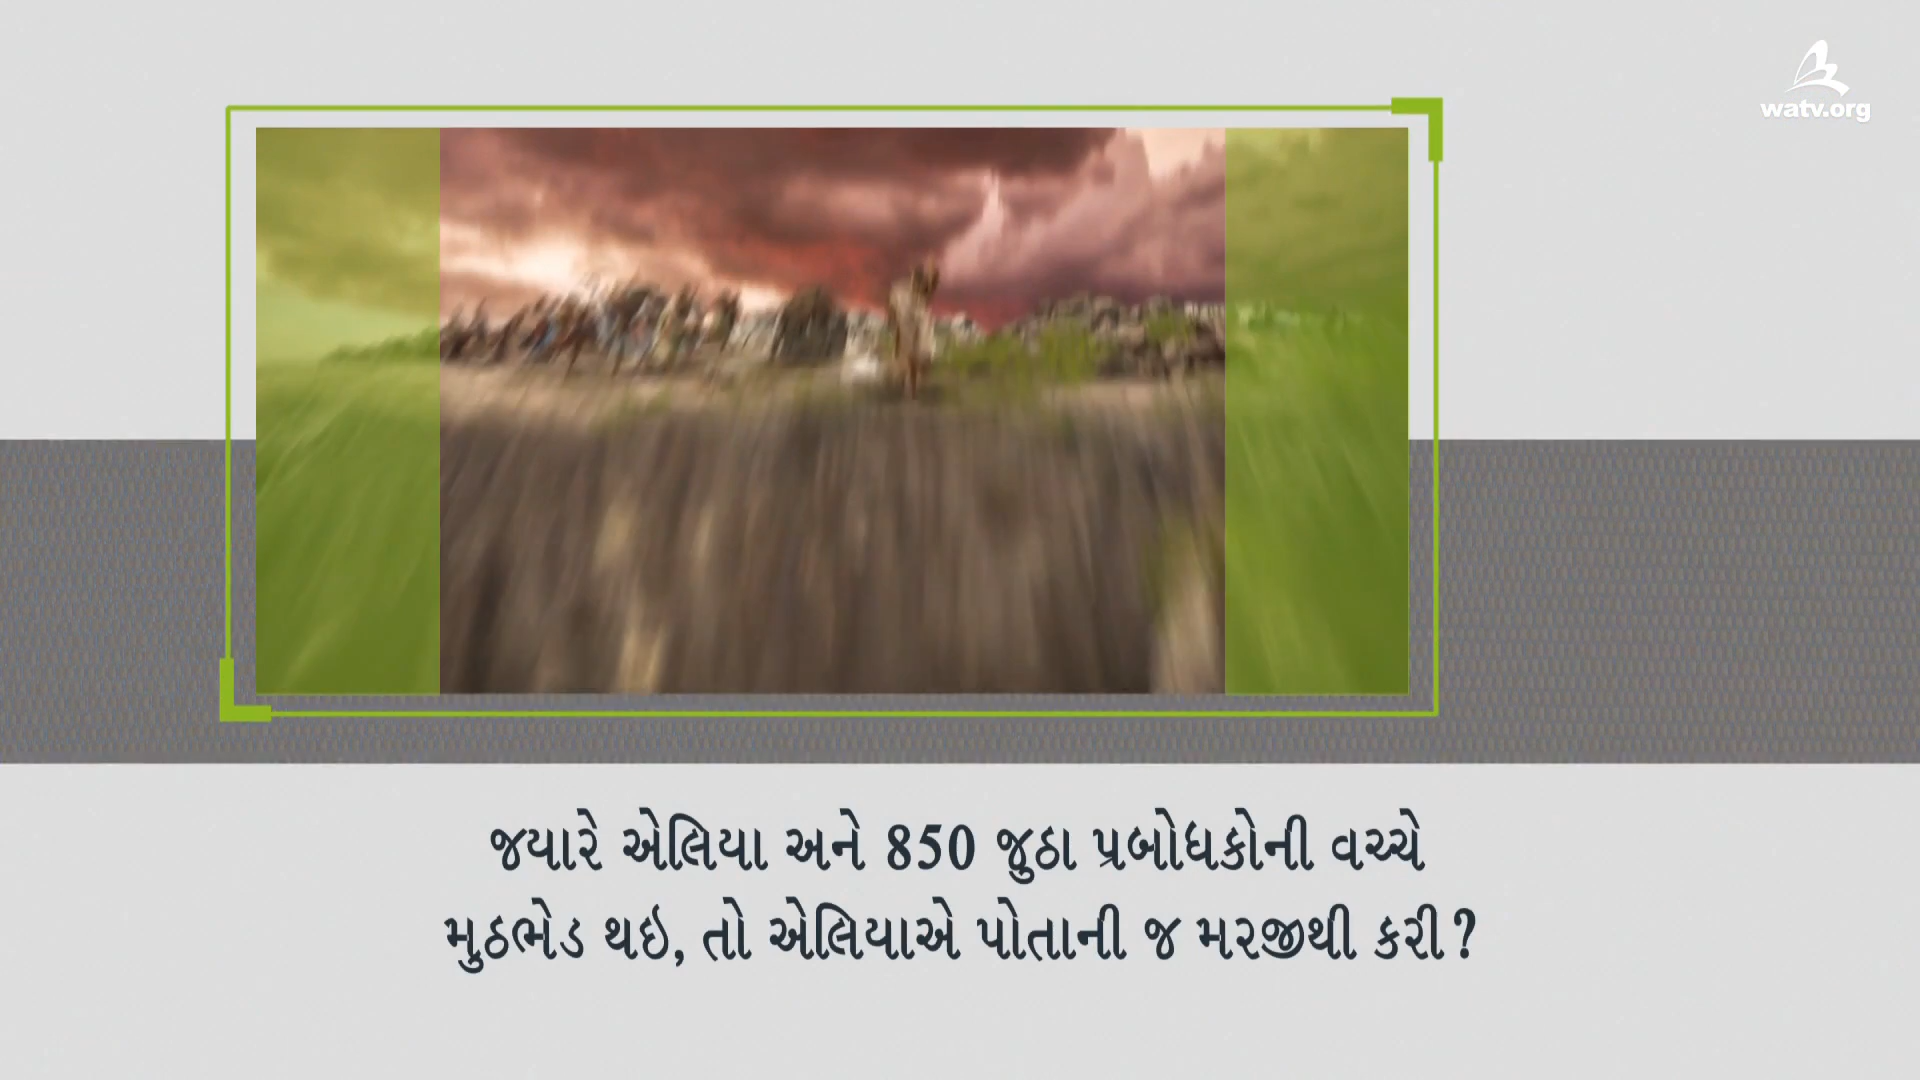 watv.org
જયારે એલિયા અને 850 જુઠા પ્રબોધકોની વચ્ચે
મુઠભેડ થઇ, તો એલિયાએ પોતાની જ મરજીથી કરી?